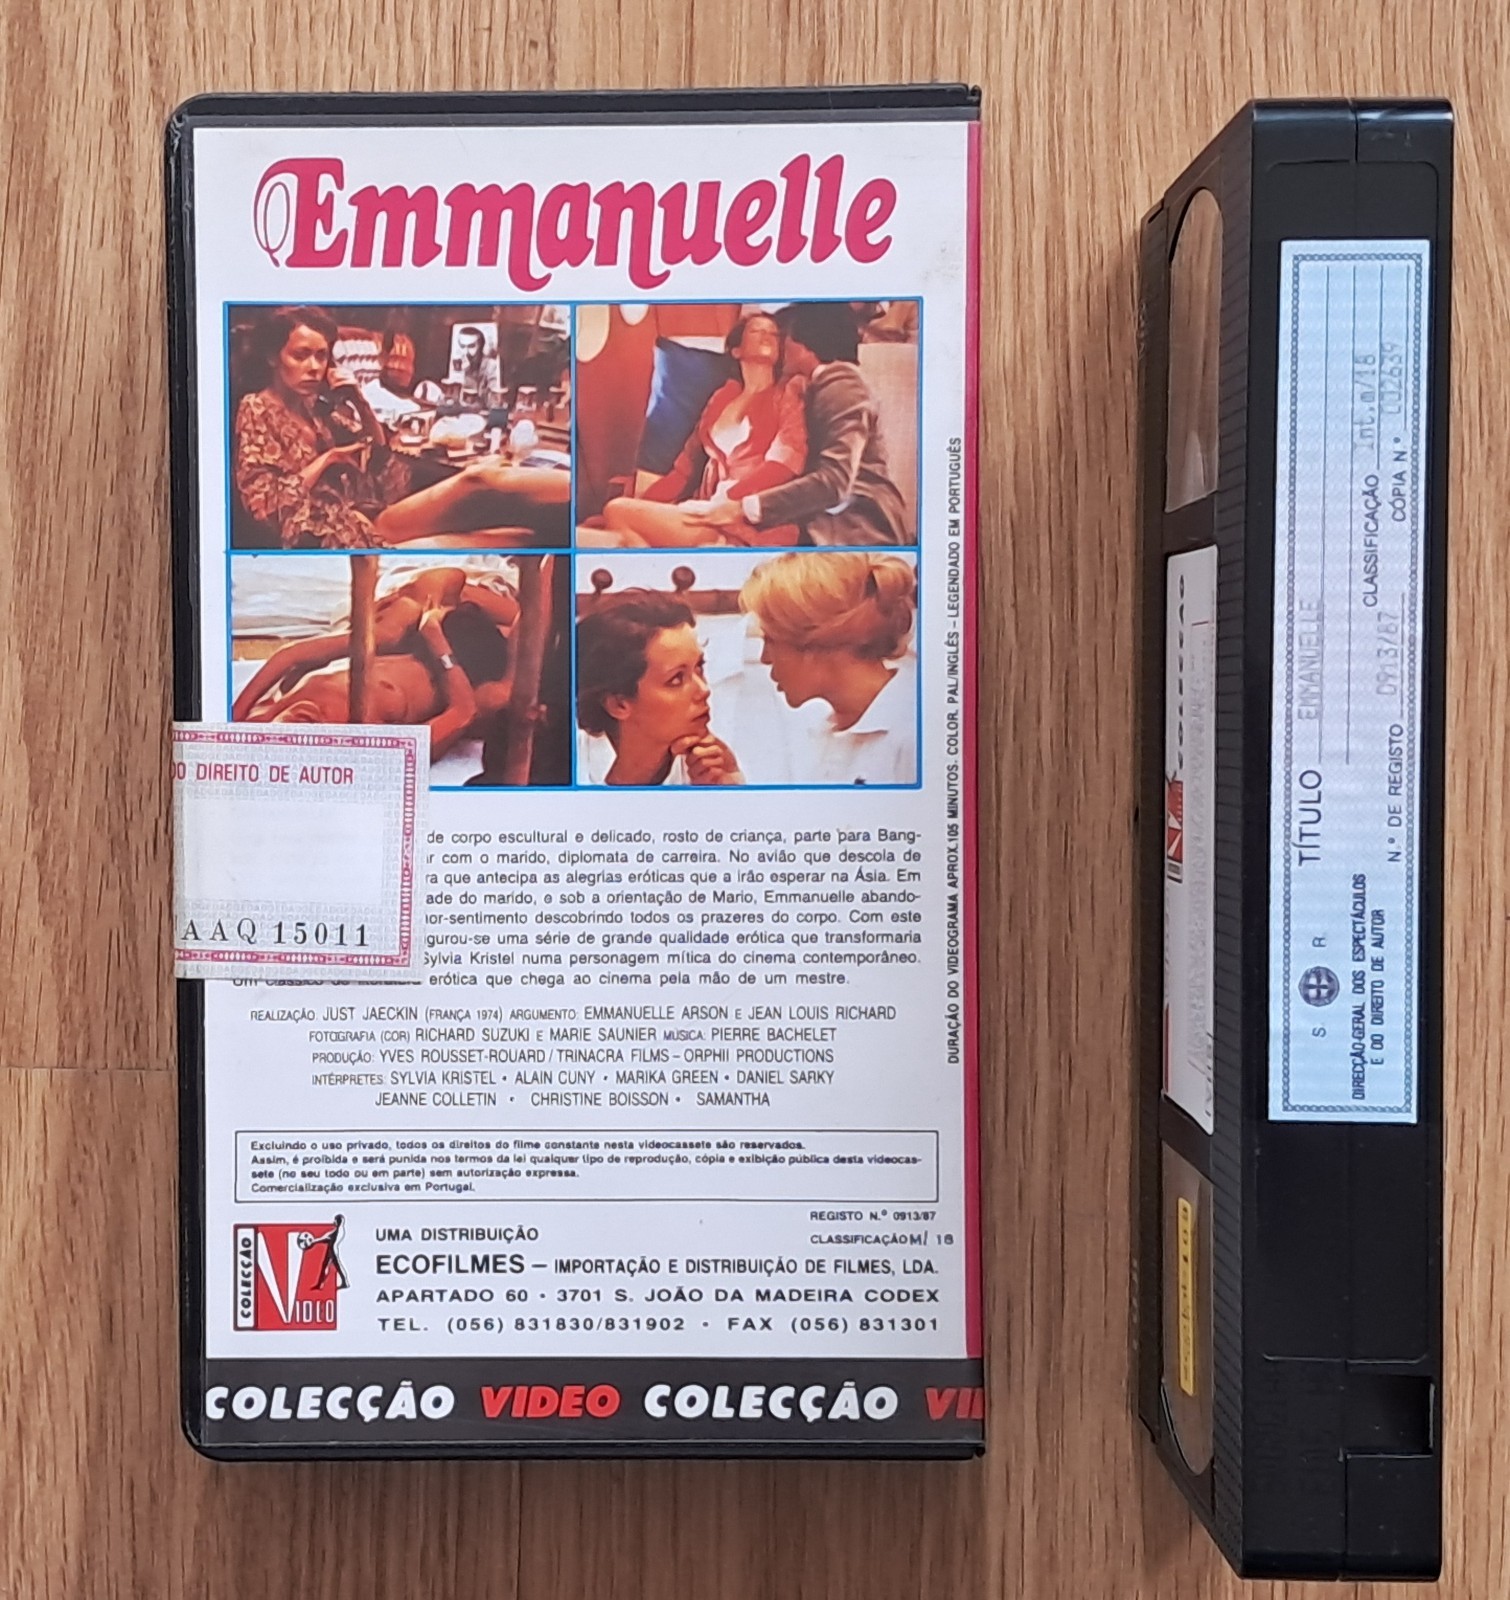 Emmanuelle
DO DIREITO DE AUTOR
AAQ 15011
de corpo escultural e delicado, rosto de criança, parte para Bang-
com o marido, diplomata de carreira. No avião que descola de
que antecipa as alegrias eróticas que a irão esperar na Ásia. Em
ade do marido, e sob a orientação de Mario, Emmanuelle abando-
or-sentimento descobrindo todos os prazeres do corpo. Com este
gurou-se uma série de grande qualidade erótica que transformaria
Sylvia Kristel numa personagem mítica do cinema contemporâneo.
Um clássico erótica que chega ao cinema pela mão de um mestre.
REALIZAÇÃO: JUST JAECKIN (FRANÇA 1974) ARGUMENTO: EMMANUELLE ARSON E JEAN LOUIS RICHARD
FOTOGRAFIA (COR) RICHARD SUZUKI E MARIE SAUNIER MÚSICA: PIERRE BACHELET
PRODUÇÃO: YVES ROUSSET-ROUARD/TRINACRA FILMS – ORPHII PRODUCTIONS
INTÉRPRETES: SYLVIA KRISTEL • ALAIN CUNY • MARIKA GREEN • DANIEL SARKY
JEANNE COLLETIN • CHRISTINE BOISSON • SAMANTHA
Excluindo o uso privado, todos os direitos do filme constante nesta videocassete são reservados.
Assim, é proibida e será punida nos termos da lei qualquer tipo de reprodução, cópia e exibição pública desta videocas-
sete (no seu todo ou em parte) sem autorização expressa.
Comercialização exclusiva em Portugal.
REGISTO N.º 0913/87
CLASSIFICAÇÃO M/ 18
COLECÇÃO
VIDEO
UMA DISTRIBUIÇÃO
ECOFILMES – IMPORTAÇÃO E DISTRIBUIÇÃO DE FILMES, LDA.
APARTADO 60 • 3701 S. JOÃO DA MADEIRA CODEX
TEL. (056) 831830/831902 • FAX (056) 831301
COLECÇÃO VIDEO COLECÇÃO VI
DURAÇÃO DO VIDEOGRAMA APROX. 105 MINUTOS. COLOR. PAL/INGLÊS – LEGENDADO EM PORTUGUÊS
COLECÇÃO
S. R.
DIRECÇÃO-GERAL DOS ESPECTÁCULOS
E DO DIREITO DE AUTOR
TÍTULO EMMANUELLE
N.º DE REGISTO 0913/87 CLASSIFICAÇÃO Int.m/18
CÓPIA N.º 002639